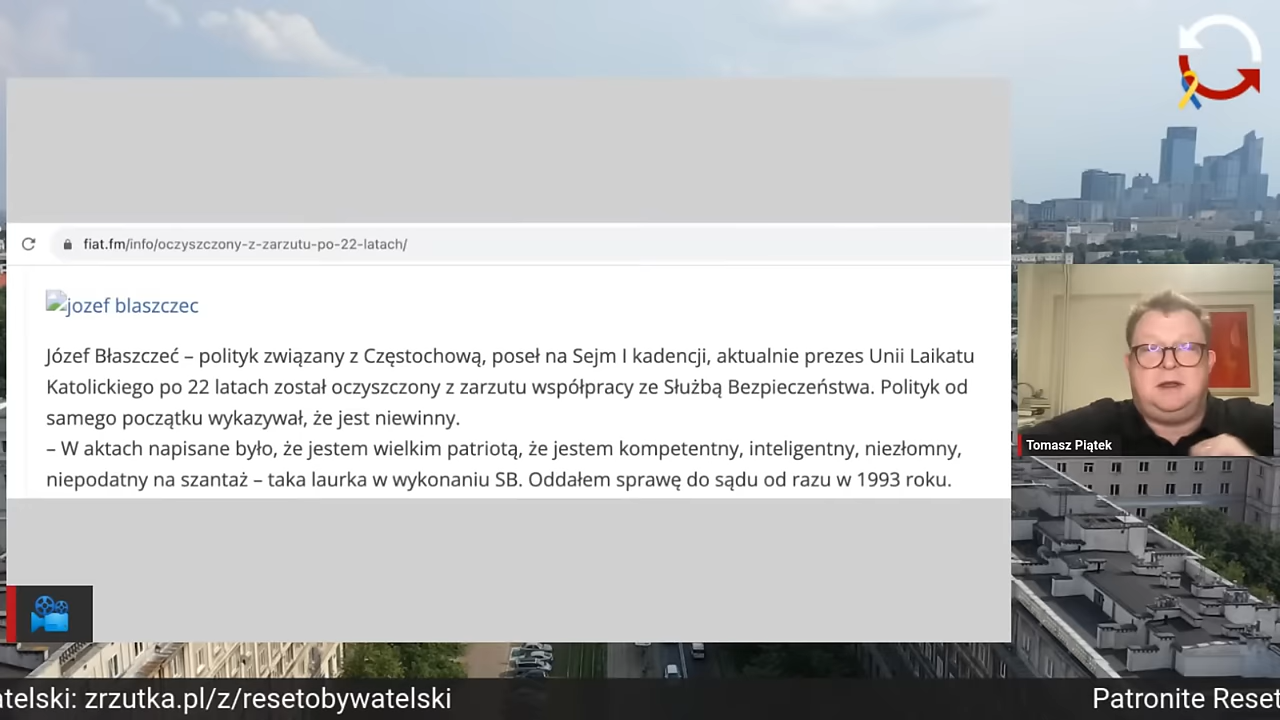 fiat.fm/info/oczyszczony-z-zarzutu-po-22-latach/
jozef blaszczec
Józef Błaszczeć – polityk związany z Częstochową, poseł na Sejm I kadencji, aktualnie prezes Unii Laikatu
Katolickiego po 22 latach został oczyszczony z zarzutu współpracy ze Służbą Bezpieczeństwa. Polityk od
samego początku wykazywał, że jest niewinny.
– W aktach napisane było, że jestem wielkim patriotą, że jestem kompetentny, inteligentny, niezłomny,
niepodatny na szantaż – taka laurka w wykonaniu SB. Oddałem sprawę do sądu od razu w 1993 roku.
Tomasz Piątek
atelski: zrzutka.pl/z/resetobywatelski
Patronite Reset